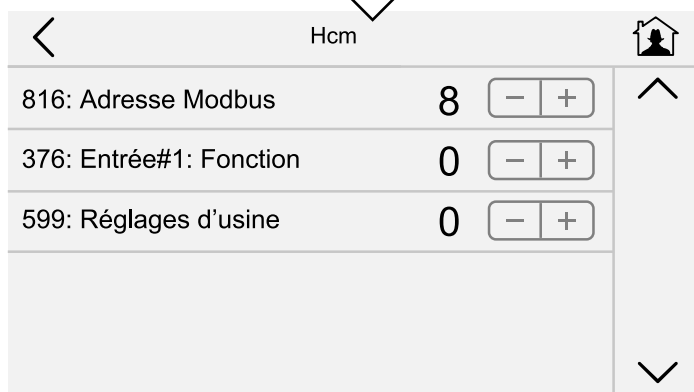 Hcm
816: Adresse Modbus 8 − +
376: Entrée#1: Fonction 0 − +
599: Réglages d’usine 0 − +